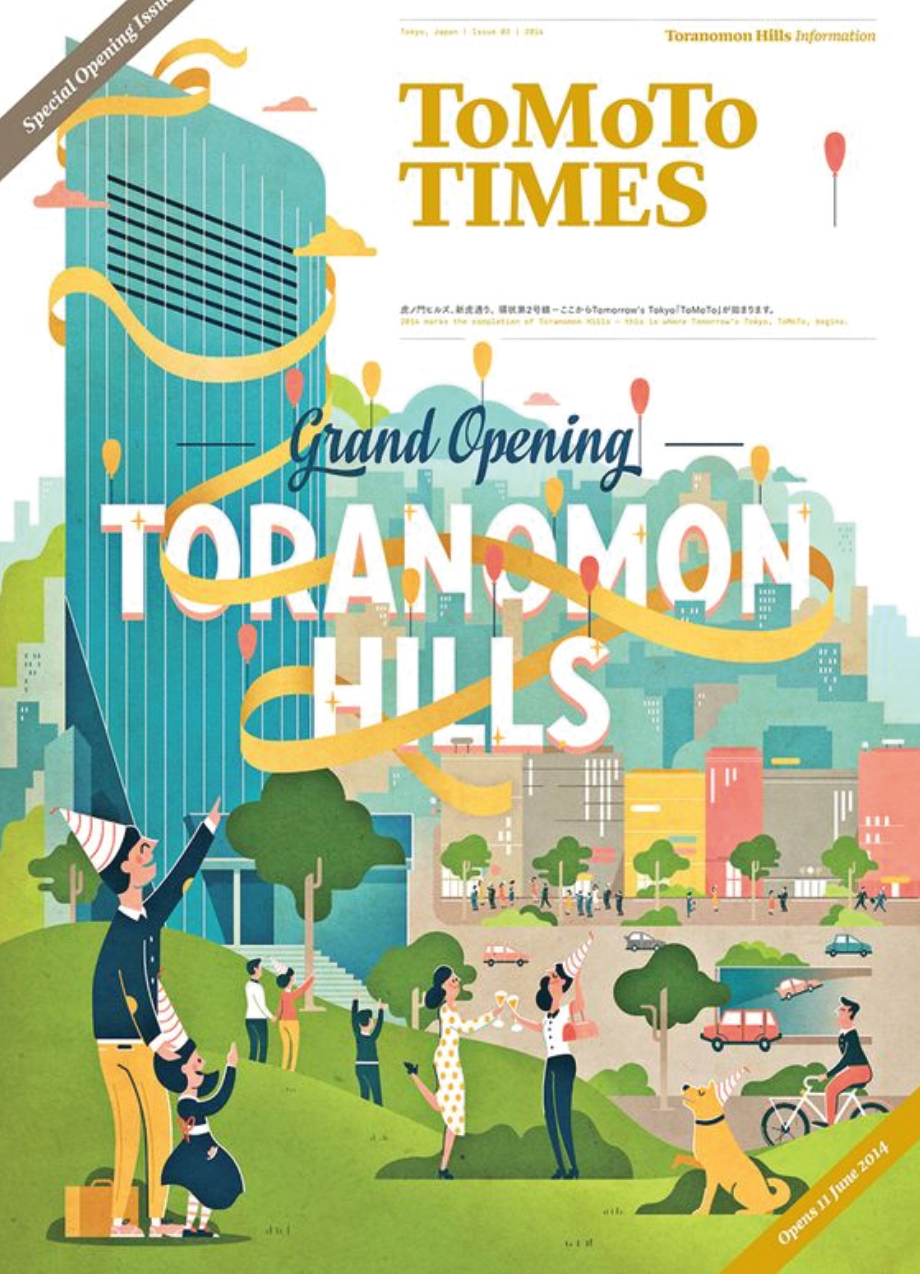 Special Opening Issue
Tokyo, Japan | Issue 03 | 2014
Toranomon Hills Information
ToMoTo
TIMES
虎ノ門ヒルズ、新虎通り、環状第2号線－ここからTomorrow's Tokyo「ToMoTo」が始まります。
2014 marks the completion of Toranomon Hills - this is where Tomorrow's Tokyo, ToMoTo, begins.
Grand Opening
TORANOMON
HILLS
Opens 11 June 2014